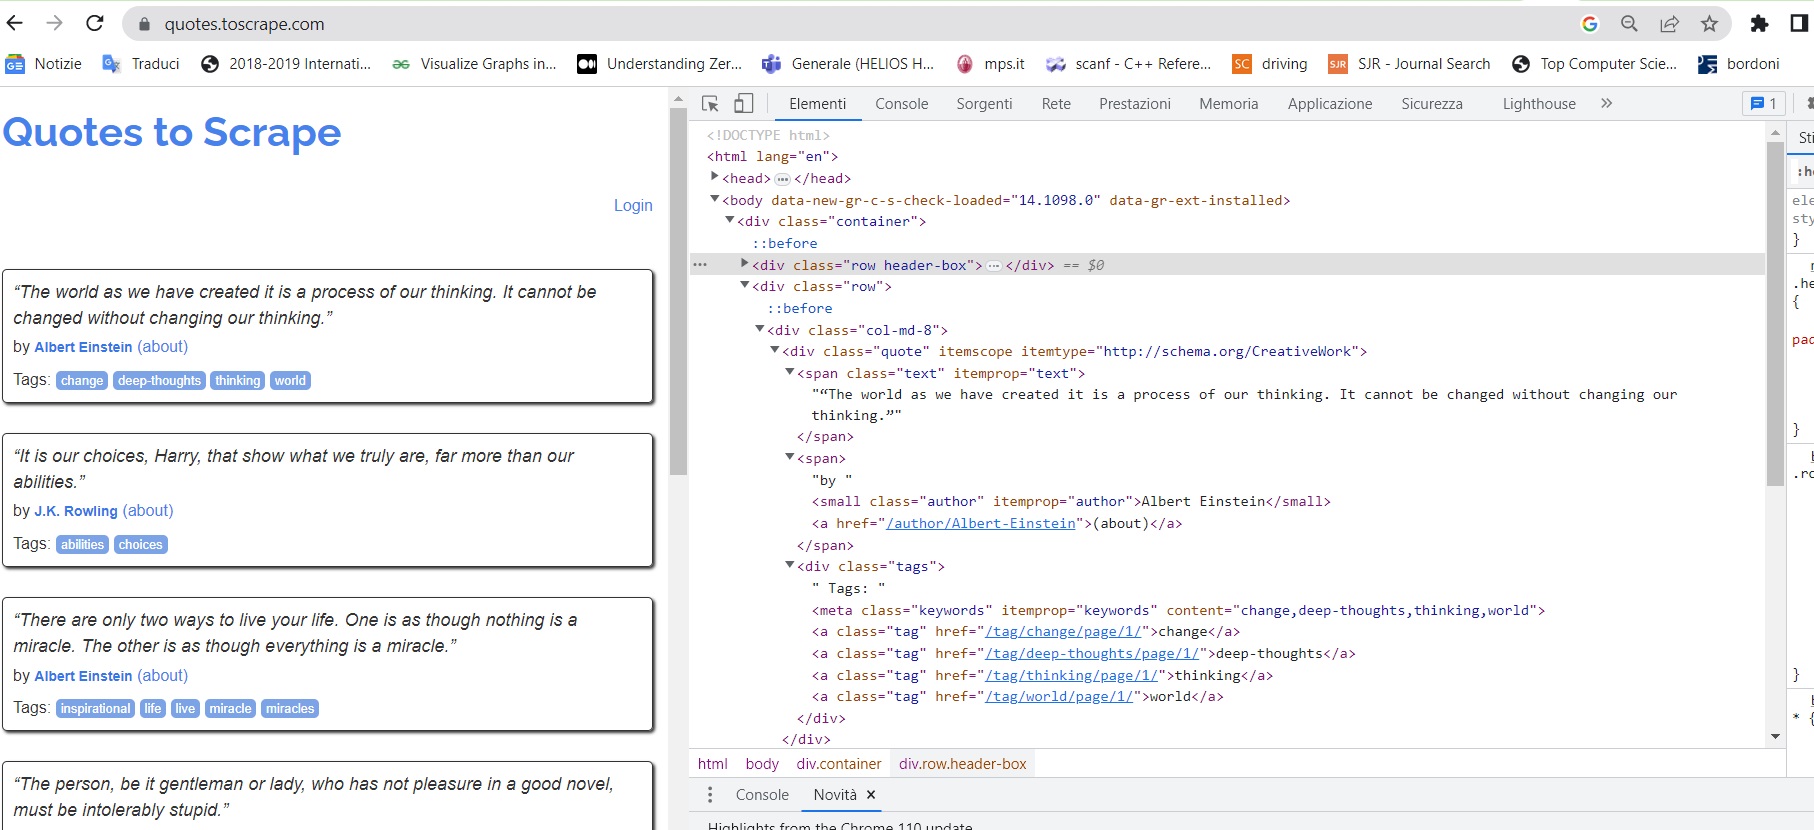 quotes.toscrape.com
Notizie Traduci 2018-2019 Internati... Visualize Graphs in... Understanding Zer... Generale (HELIOS H... mps.it scanf - C++ Refere... driving SJR - Journal Search Top Computer Scie... bordoni
Quotes to Scrape
Login
“The world as we have created it is a process of our thinking. It cannot be
changed without changing our thinking.”
by Albert Einstein (about)
Tags: change deep-thoughts thinking world
“It is our choices, Harry, that show what we truly are, far more than our
abilities.”
by J.K. Rowling (about)
Tags: abilities choices
“There are only two ways to live your life. One is as though nothing is a
miracle. The other is as though everything is a miracle.”
by Albert Einstein (about)
Tags: inspirational life live miracle miracles
“The person, be it gentleman or lady, who has not pleasure in a good novel,
must be intolerably stupid.”
Elementi Console Sorgenti Rete Prestazioni Memoria Applicazione Sicurezza Lighthouse » 1
<!DOCTYPE html>
<html lang="en">
<head>…</head>
<body data-new-gr-c-s-check-loaded="14.1098.0" data-gr-ext-installed>
<div class="container">
::before
<div class="row header-box">…</div> == $0
<div class="row">
::before
<div class="col-md-8">
<div class="quote" itemscope itemtype="http://schema.org/CreativeWork">
<span class="text" itemprop="text">
"“The world as we have created it is a process of our thinking. It cannot be changed without changing our
thinking.”"
</span>
<span>
"by "
<small class="author" itemprop="author">Albert Einstein</small>
<a href="/author/Albert-Einstein">(about)</a>
</span>
<div class="tags">
" Tags: "
<meta class="keywords" itemprop="keywords" content="change,deep-thoughts,thinking,world">
<a class="tag" href="/tag/change/page/1/">change</a>
<a class="tag" href="/tag/deep-thoughts/page/1/">deep-thoughts</a>
<a class="tag" href="/tag/thinking/page/1/">thinking</a>
<a class="tag" href="/tag/world/page/1/">world</a>
</div>
</div>
html body div.container div.row.header-box
Console Novità ×
Highlights from the Chrome 110 update
Sti
:h
ele
sty
}
.he
{
pad
}
.ro
}
* {